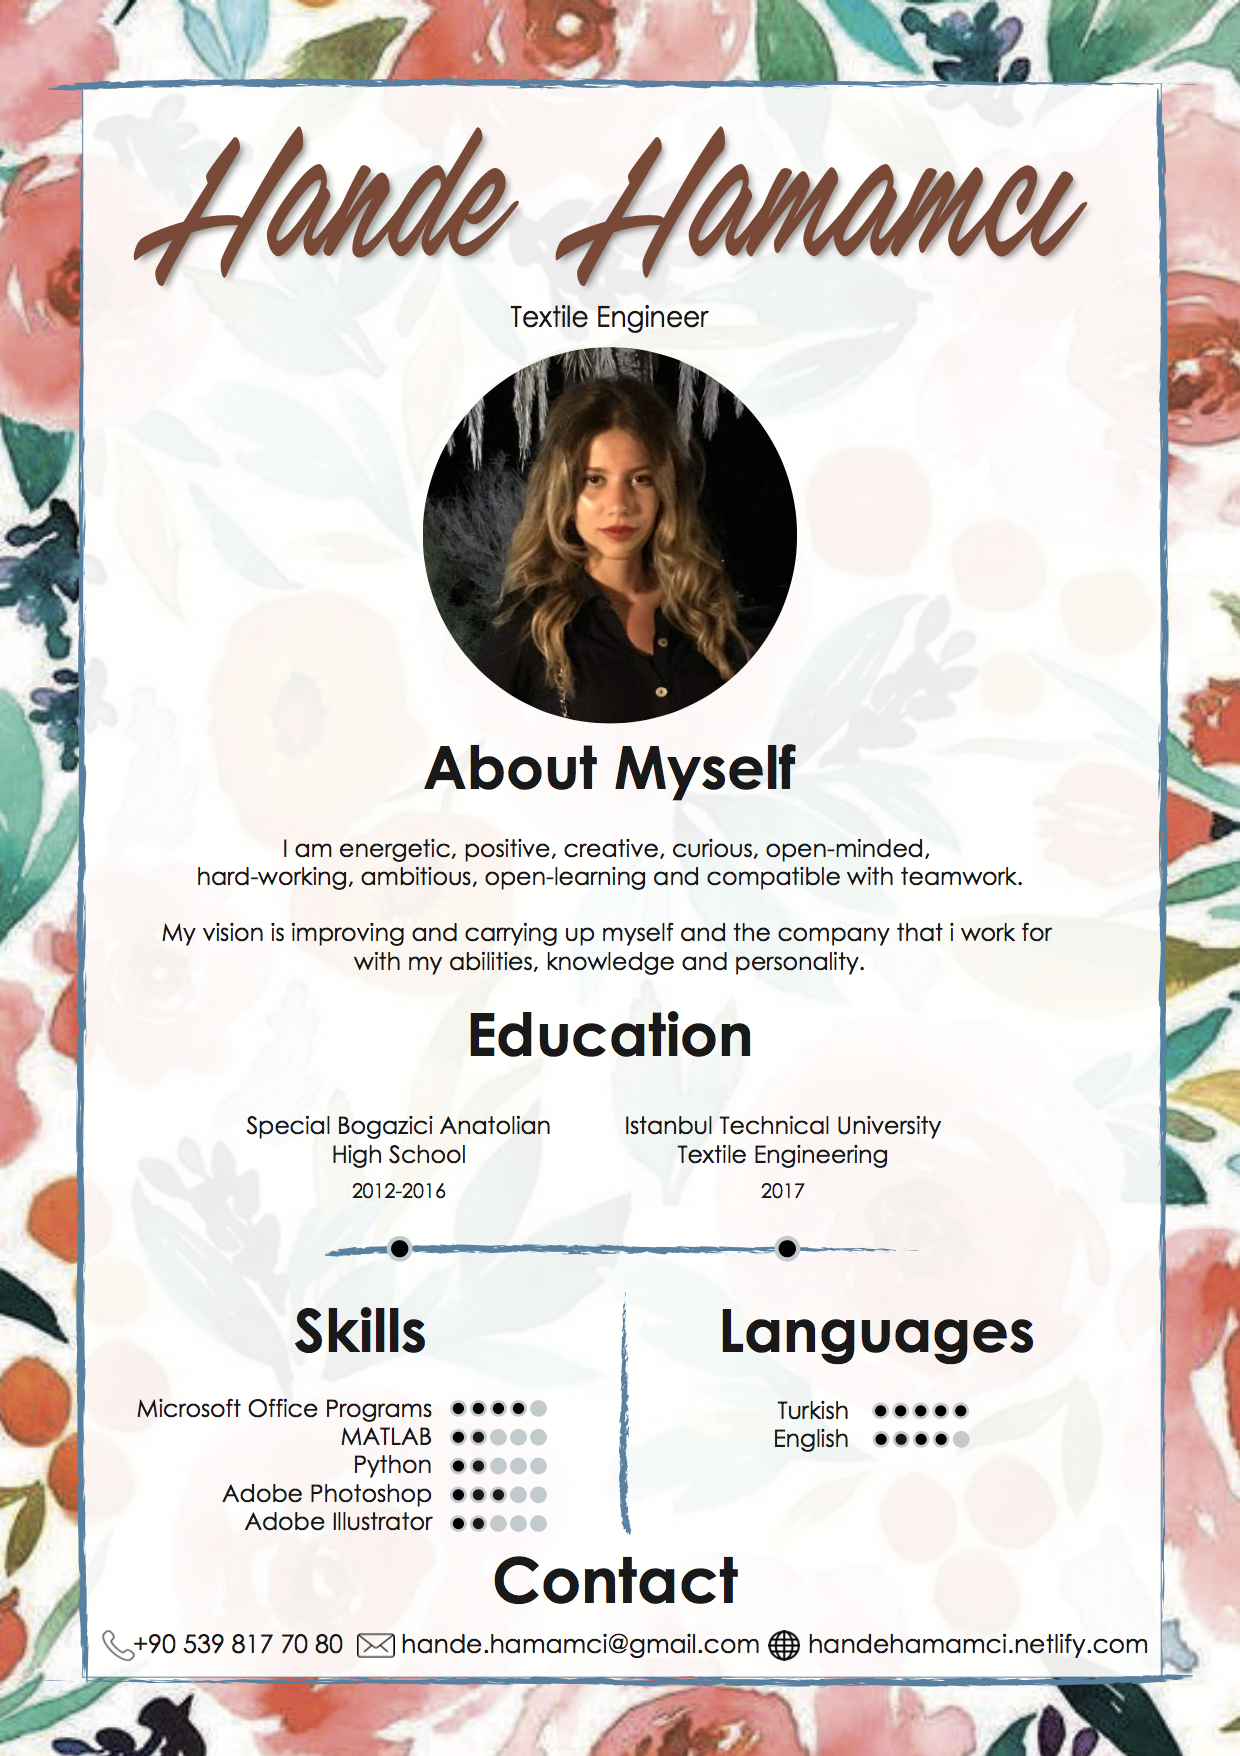 Hande Hamamcı
Textile Engineer
About Myself
I am energetic, positive, creative, curious, open-minded,
hard-working, ambitious, open-learning and compatible with teamwork.
My vision is improving and carrying up myself and the company that i work for
with my abilities, knowledge and personality.
Education
Special Bogazici Anatolian
High School
2012-2016
Istanbul Technical University
Textile Engineering
2017
Skills
Microsoft Office Programs
MATLAB
Python
Adobe Photoshop
Adobe Illustrator
Languages
Turkish
English
Contact
+90 539 817 70 80 hande.hamamci@gmail.com handehamamci.netlify.com